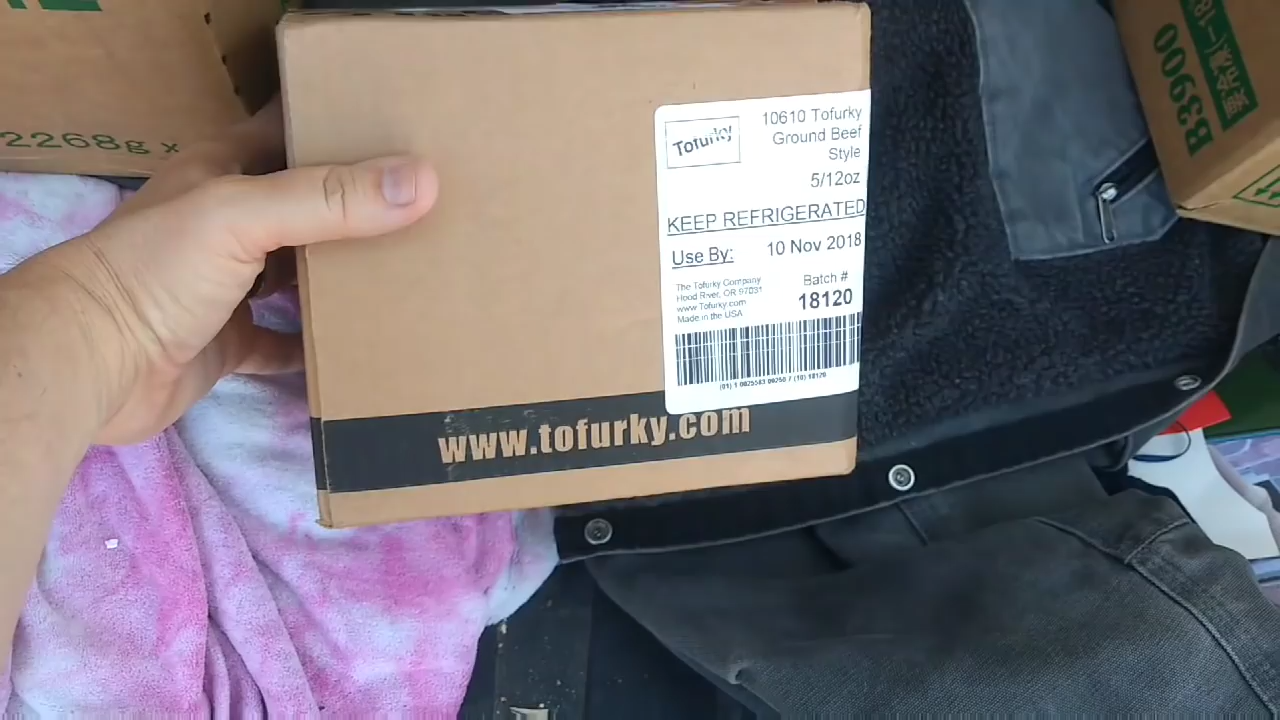 2268g x
Tofurky
10610 Tofurky
Ground Beef
Style
5/12oz
KEEP REFRIGERATED
Use By: 10 Nov 2018
The Tofurky Company
Hood River, OR 97031
www.Tofurky.com
Made in the USA
Batch #
18120
www.tofurky.com
B3900